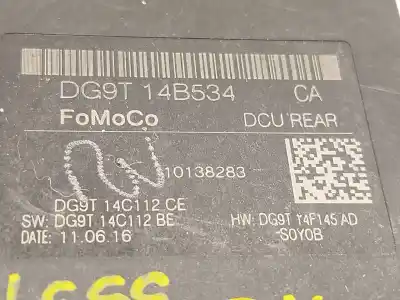 DG9T 14B534 CA
FoMoCo DCU REAR
10138283
DG9T 14C112 CE
SW: DG9T 14C112 BE HW: DG9T 14F145 AD
DATE: 11.06.16 -S0Y0B